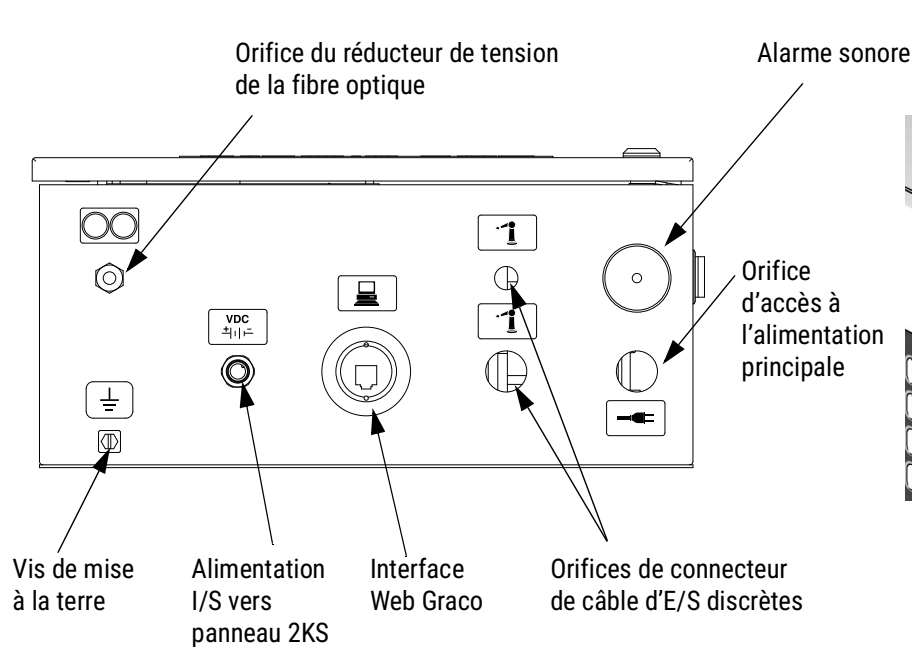 Orifice du réducteur de tension
de la fibre optique
Alarme sonore
Orifice
d'accès à
l'alimentation
principale
VDC
Vis de mise
à la terre
Alimentation
I/S vers
panneau 2KS
Interface
Web Graco
Orifices de connecteur
de câble d'E/S discrètes